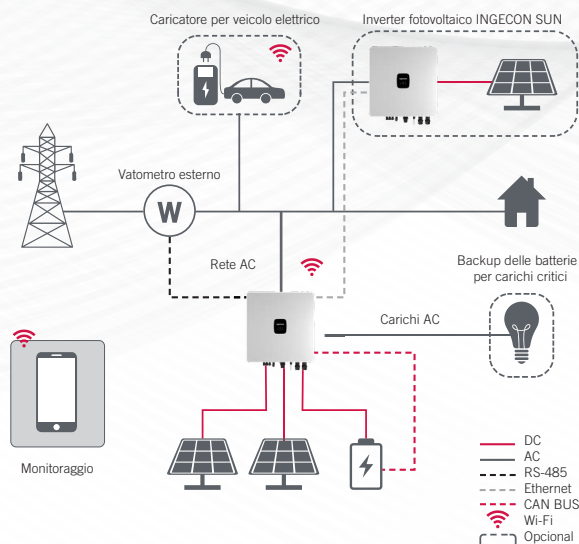 Caricatore per veicolo elettrico
Inverter fotovoltaico INGECON SUN
Vatometro esterno
W
Rete AC
Backup delle batterie
per carichi critici
Carichi AC
Monitoraggio
DC
AC
RS-485
Ethernet
CAN BUS
Wi-Fi
Opcional